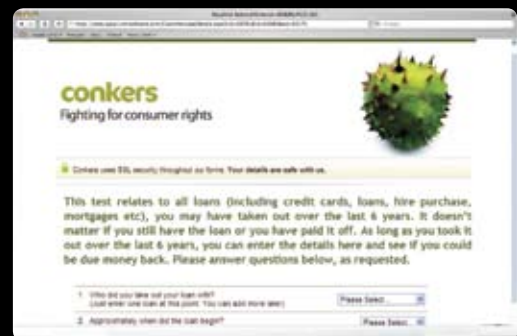 conkers
Fighting for consumer rights
Conkers uses SSL security throughout our forms. Your details are safe with us.
This test relates to all loans (including credit cards, loans, hire purchase,
mortgages etc), you may have taken out over the last 6 years. It doesn't
matter if you still have the loan or you have paid it off. As long as you took it
out over the last 6 years, you can enter the details here and see if you could
be due money back. Please answer questions below, as requested.
1. Who did you take out your loan with?
(Just enter one loan at this point. You can add more later)
Please Select...
2. Approximately when did the loan begin?
Please Select...